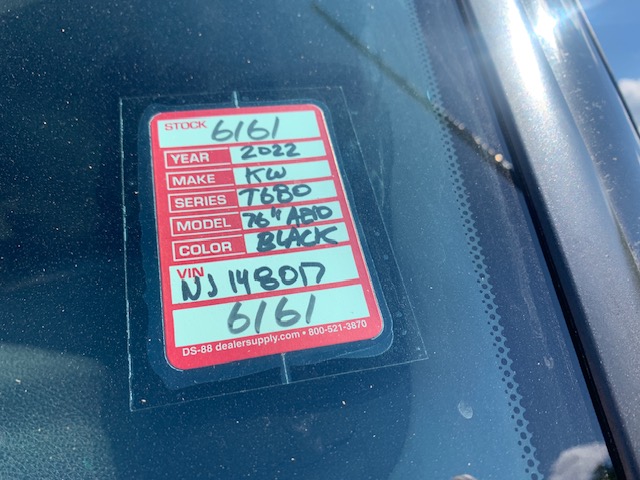 STOCK 6161
YEAR 2022
MAKE KW
SERIES T680
MODEL 76" AERO
COLOR BLACK
VIN
NJ 148017
6161
DS-88 dealersupply.com • 800-521-3870